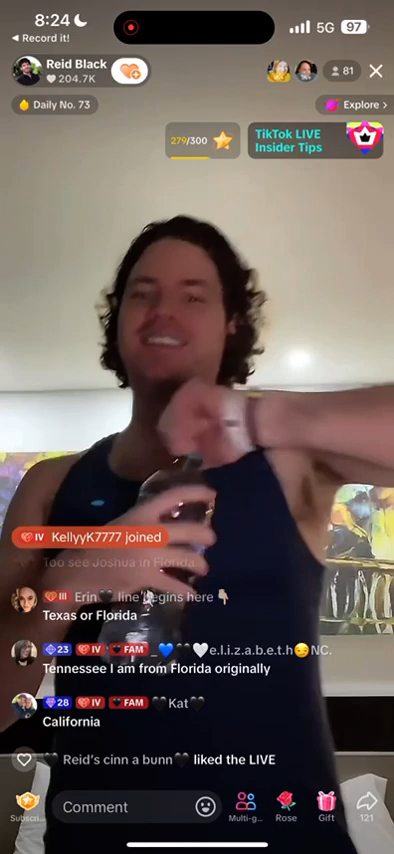 8:24
5G 97
◀ Record it!
Reid Black
204.7K
81
Daily No. 73
Explore >
279/300
TikTok LIVE
Insider Tips
IV KellyyK7777 joined
Too see Joshua in Florida
III Erin🖤 line begins here👇🏼
Texas or Florida
23 IV FAM _💙🖤🤍e.l.i.z.a.b.e.t.h😏NC.
Tennessee I am from Florida originally
28 IV FAM 🖤Kat🖤
California
🖤 Reid's cinn a bunn🖤 liked the LIVE
Subscri...
Comment
Multi-g...
Rose
Gift
121